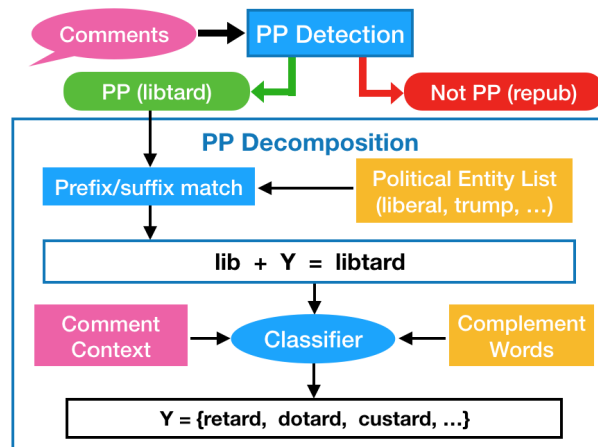 Comments
PP Detection
PP (libtard)
Not PP (repub)
PP Decomposition
Prefix/suffix match
Political Entity List
(liberal, trump, ...)
lib + Y = libtard
Comment
Context
Classifier
Complement
Words
Y = {retard, dotard, custard, ...}